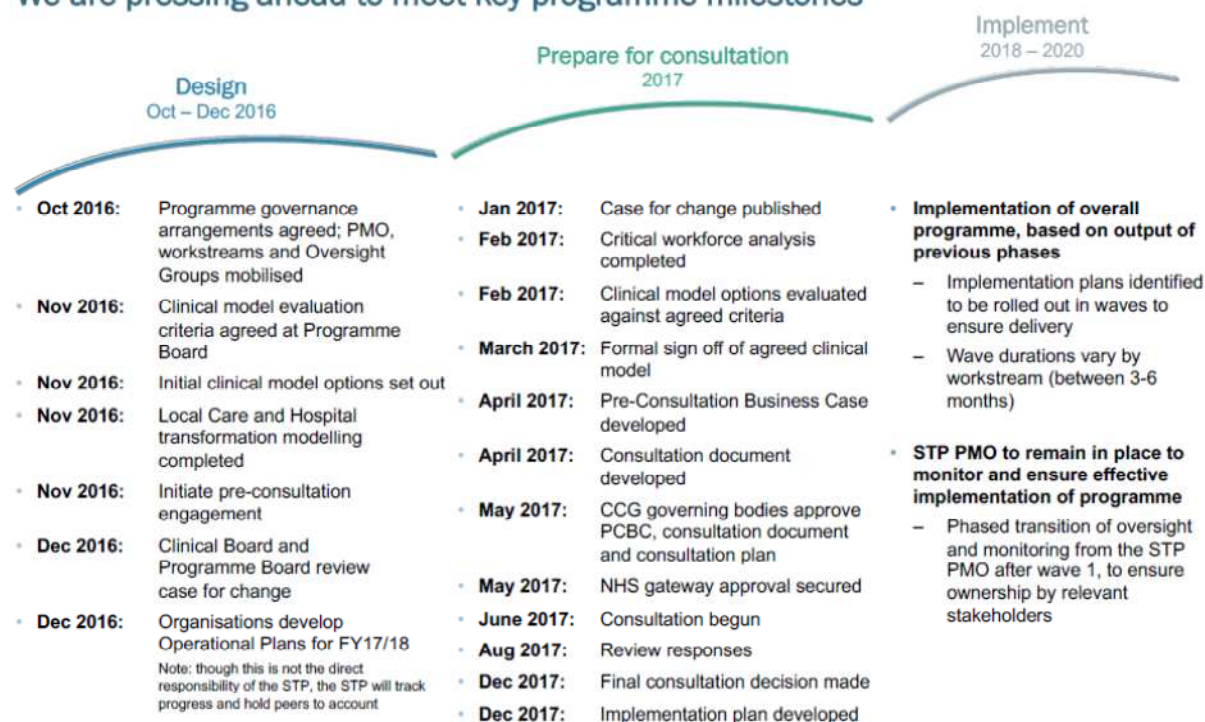 We are pressing ahead to meet key programme milestones
Design
Oct – Dec 2016
• Oct 2016: Programme governance
arrangements agreed; PMO,
workstreams and Oversight
Groups mobilised
• Nov 2016: Clinical model evaluation
criteria agreed at Programme
Board
• Nov 2016: Initial clinical model options set out
• Nov 2016: Local Care and Hospital
transformation modelling
completed
• Nov 2016: Initiate pre-consultation
engagement
• Dec 2016: Clinical Board and
Programme Board review
case for change
• Dec 2016: Organisations develop
Operational Plans for FY17/18
Note: though this is not the direct
responsibility of the STP, the STP will track
progress and hold peers to account
Prepare for consultation
2017
• Jan 2017: Case for change published
• Feb 2017: Critical workforce analysis
completed
• Feb 2017: Clinical model options evaluated
against agreed criteria
• March 2017: Formal sign off of agreed clinical
model
• April 2017: Pre-Consultation Business Case
developed
• April 2017: Consultation document
developed
• May 2017: CCG governing bodies approve
PCBC, consultation document
and consultation plan
• May 2017: NHS gateway approval secured
• June 2017: Consultation begun
• Aug 2017: Review responses
• Dec 2017: Final consultation decision made
• Dec 2017: Implementation plan developed
Implement
2018 – 2020
• Implementation of overall
programme, based on output of
previous phases
– Implementation plans identified
to be rolled out in waves to
ensure delivery
– Wave durations vary by
workstream (between 3-6
months)
• STP PMO to remain in place to
monitor and ensure effective
implementation of programme
– Phased transition of oversight
and monitoring from the STP
PMO after wave 1, to ensure
ownership by relevant
stakeholders